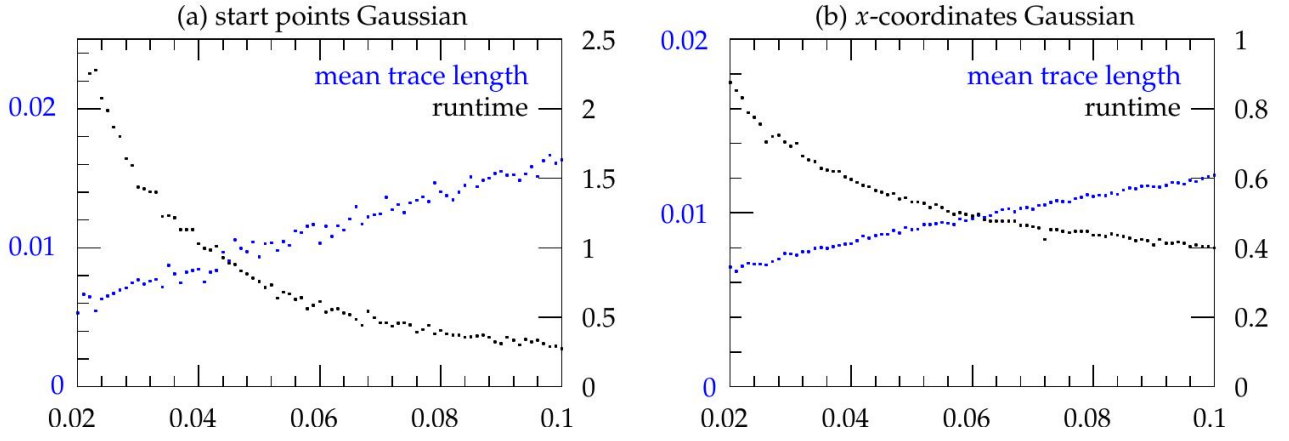 (a) start points Gaussian
2.5
mean trace length
runtime
0.02
2
1.5
0.01
1
0.5
0
0
0.02 0.04 0.06 0.08 0.1
(b) x-coordinates Gaussian
0.02
1
mean trace length
runtime
0.8
0.6
0.01
0.4
0.2
0
0
0.02 0.04 0.06 0.08 0.1